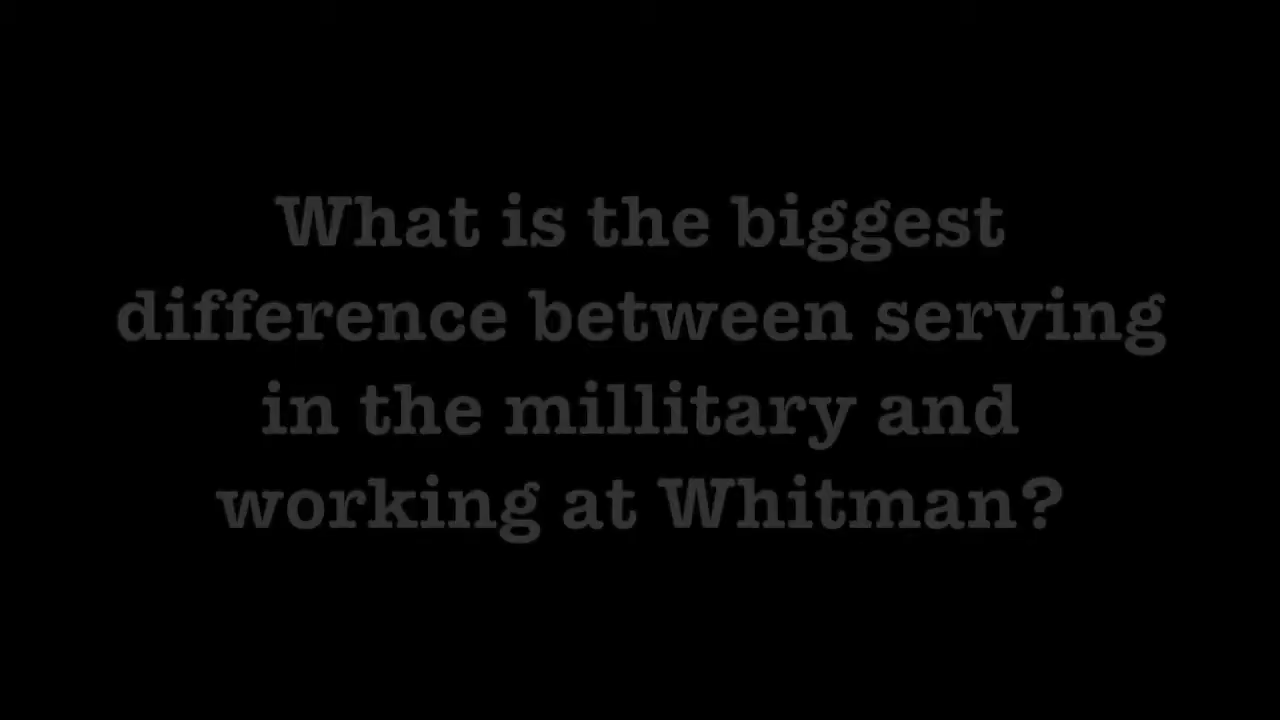 What is the biggest
difference between serving
in the millitary and
working at Whitman?